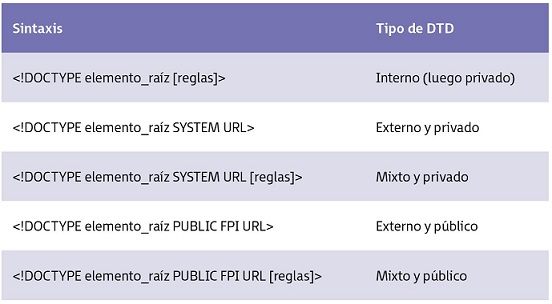 Sintaxis Tipo de DTD
<!DOCTYPE elemento_raíz [reglas]> Interno (luego privado)
<!DOCTYPE elemento_raíz SYSTEM URL> Externo y privado
<!DOCTYPE elemento_raíz SYSTEM URL [reglas]> Mixto y privado
<!DOCTYPE elemento_raíz PUBLIC FPI URL> Externo y público
<!DOCTYPE elemento_raíz PUBLIC FPI URL [reglas]> Mixto y público